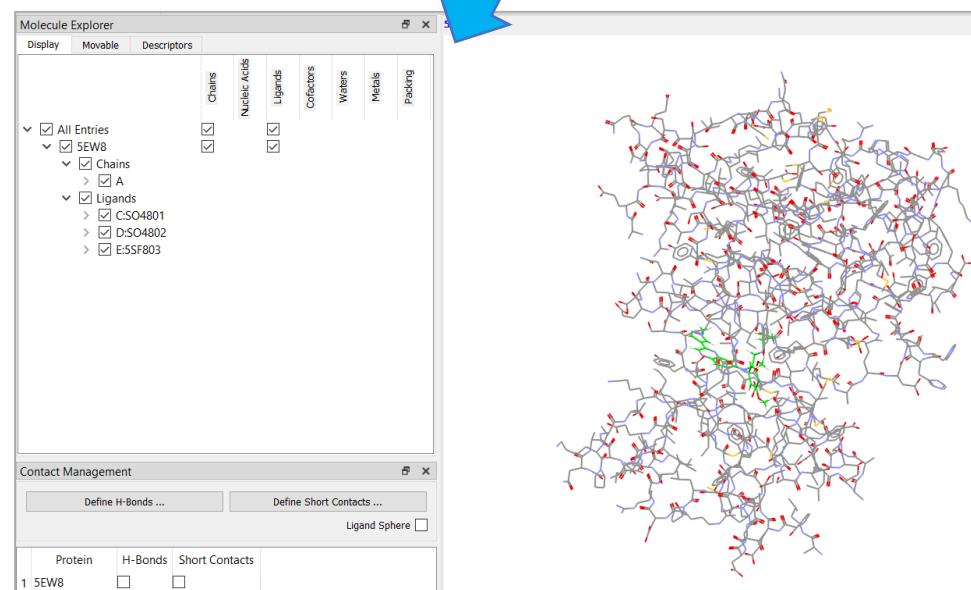 Molecule Explorer
Display Movable Descriptors
Chains Nucleic Acids Ligands Cofactors Waters Metals Packing
All Entries
5EW8
Chains
A
Ligands
C:SO4801
D:SO4802
E:5SF803
Contact Management
Define H-Bonds ... Define Short Contacts ...
Ligand Sphere
Protein H-Bonds Short Contacts
1 5EW8